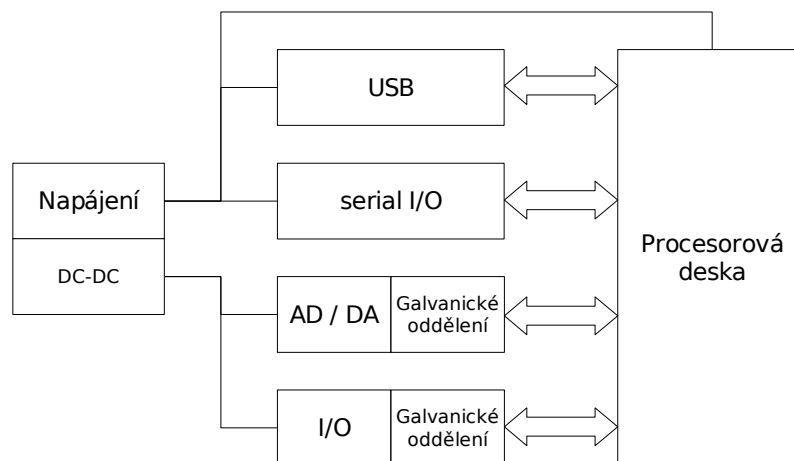 USB
Napájení
serial I/O
DC-DC
Procesorová
deska
AD / DA
Galvanické
oddělení
I/O
Galvanické
oddělení